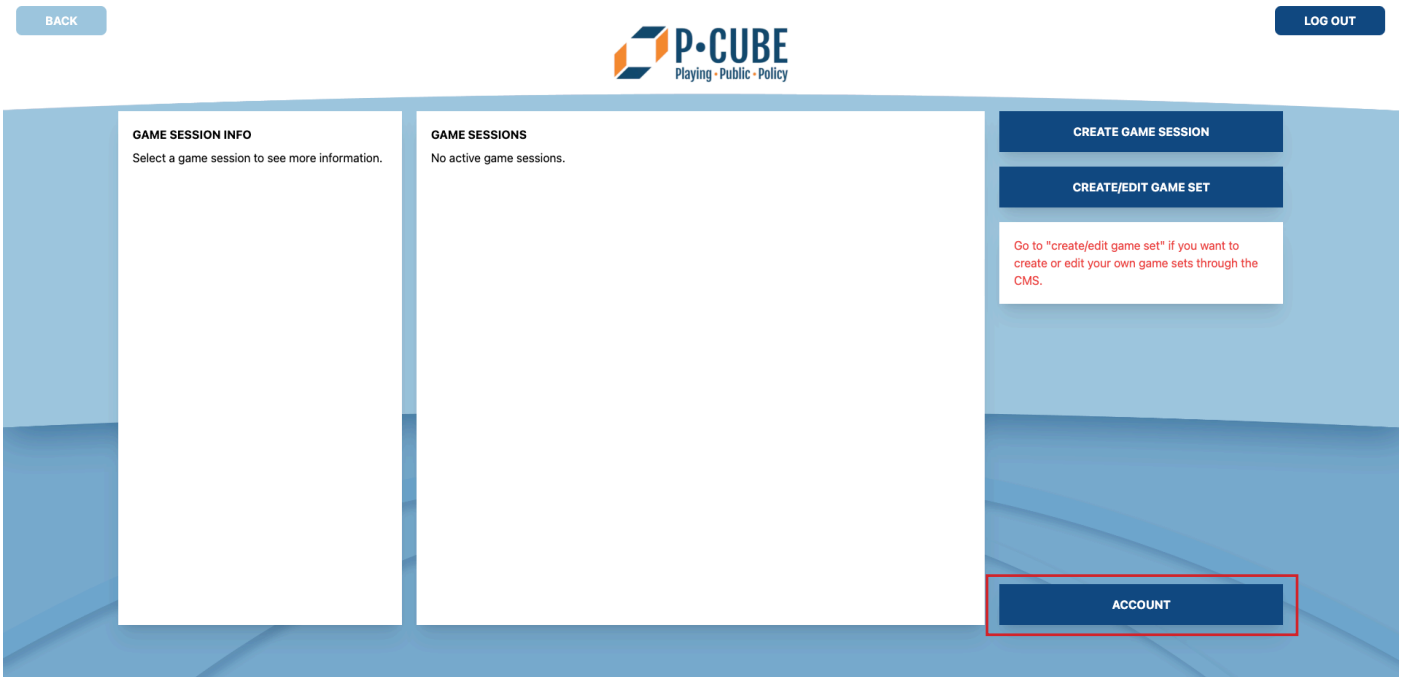 BACK
LOG OUT
P•CUBE
Playing • Public • Policy
GAME SESSION INFO
Select a game session to see more information.
GAME SESSIONS
No active game sessions.
CREATE GAME SESSION
CREATE/EDIT GAME SET
Go to "create/edit game set" if you want to
create or edit your own game sets through the
CMS.
ACCOUNT